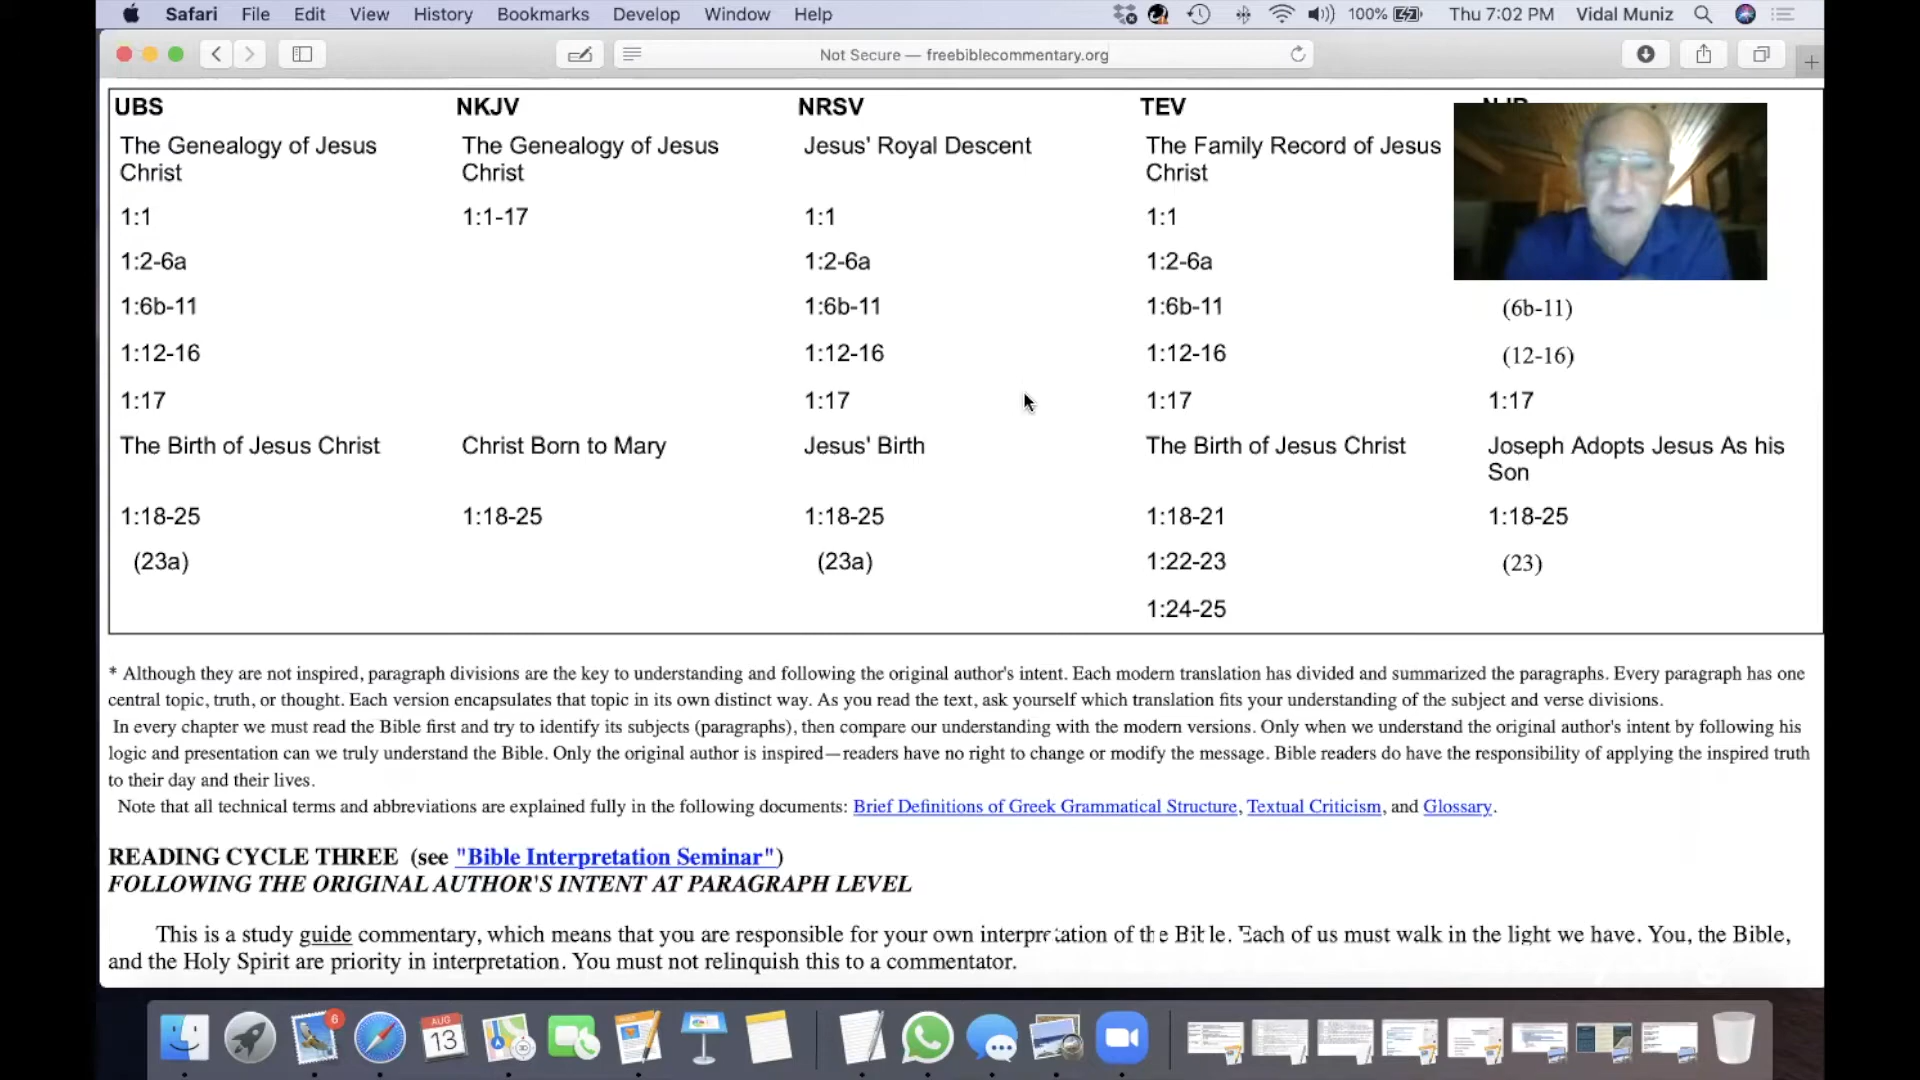 Safari File Edit View History Bookmarks Develop Window Help 100% Thu 7:02 PM Vidal Muniz
Not Secure — freebiblecommentary.org
UBS NKJV NRSV TEV
The Genealogy of Jesus Christ
The Genealogy of Jesus Christ
Jesus' Royal Descent
The Family Record of Jesus Christ
1:1 1:1-17 1:1 1:1
1:2-6a 1:2-6a 1:2-6a
1:6b-11 1:6b-11 1:6b-11 (6b-11)
1:12-16 1:12-16 1:12-16 (12-16)
1:17 1:17 1:17 1:17
The Birth of Jesus Christ
Christ Born to Mary
Jesus' Birth
The Birth of Jesus Christ
Joseph Adopts Jesus As his Son
1:18-25 1:18-25 1:18-25 1:18-21 1:18-25
(23a) (23a) 1:22-23 (23)
1:24-25
* Although they are not inspired, paragraph divisions are the key to understanding and following the original author's intent. Each modern translation has divided and summarized the paragraphs. Every paragraph has one
central topic, truth, or thought. Each version encapsulates that topic in its own distinct way. As you read the text, ask yourself which translation fits your understanding of the subject and verse divisions.
In every chapter we must read the Bible first and try to identify its subjects (paragraphs), then compare our understanding with the modern versions. Only when we understand the original author's intent by following his
logic and presentation can we truly understand the Bible. Only the original author is inspired—readers have no right to change or modify the message. Bible readers do have the responsibility of applying the inspired truth
to their day and their lives.
Note that all technical terms and abbreviations are explained fully in the following documents: Brief Definitions of Greek Grammatical Structure, Textual Criticism, and Glossary.
READING CYCLE THREE (see "Bible Interpretation Seminar")
FOLLOWING THE ORIGINAL AUTHOR'S INTENT AT PARAGRAPH LEVEL
This is a study guide commentary, which means that you are responsible for your own interpretation of the Bible. Each of us must walk in the light we have. You, the Bible,
and the Holy Spirit are priority in interpretation. You must not relinquish this to a commentator.
6
AUG
13